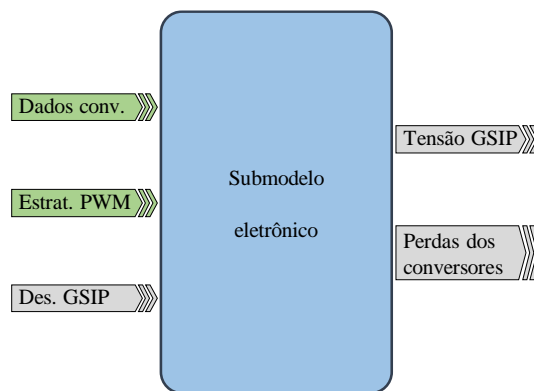 Dados conv.
Estrat. PWM
Des. GSIP
Submodelo
eletrônico
Tensão GSIP
Perdas dos
conversores